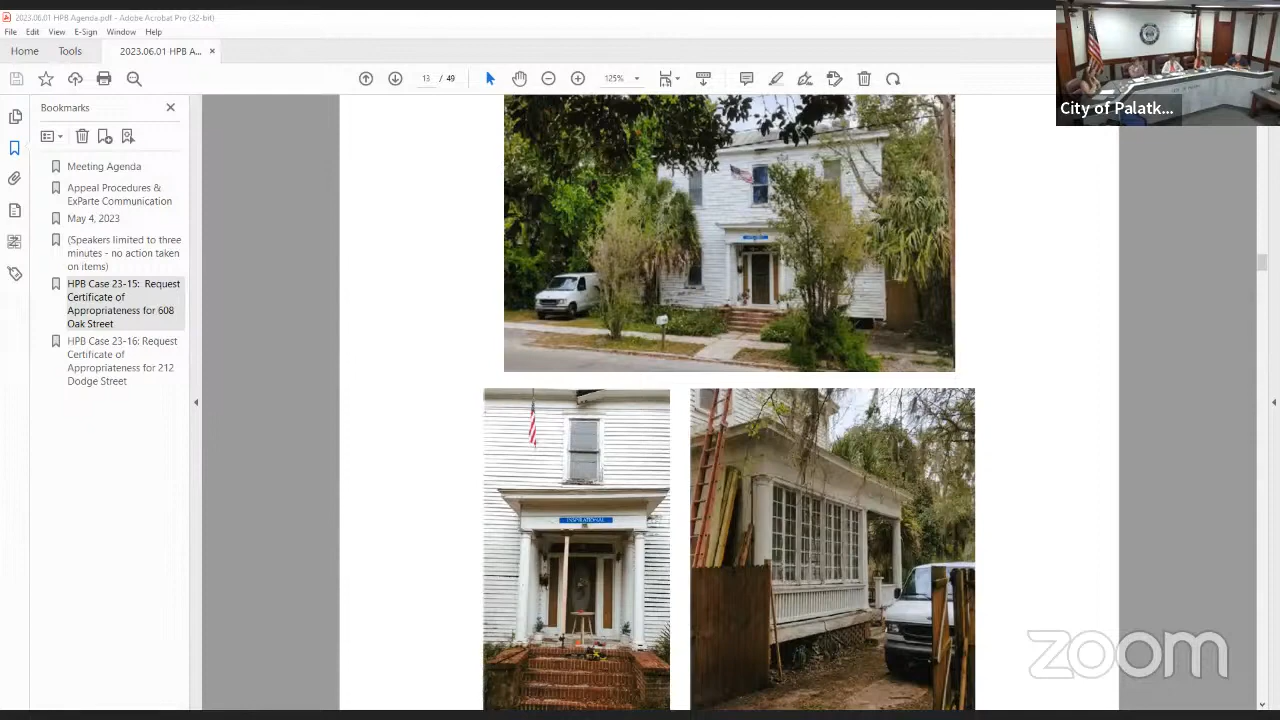 2023.06.01 HPB Agenda.pdf - Adobe Acrobat Pro (32-bit)
File Edit View E-Sign Window Help
Home Tools 2023.06.01 HPB A... ×
13 / 49 125%
Bookmarks
Meeting Agenda
Appeal Procedures &
ExParte Communication
May 4, 2023
(Speakers limited to three
minutes - no action taken
on items)
HPB Case 23-15: Request
Certificate of
Appropriateness for 608
Oak Street
HPB Case 23-16: Request
Certificate of
Appropriateness for 212
Dodge Street
City of Palatk...
zoom